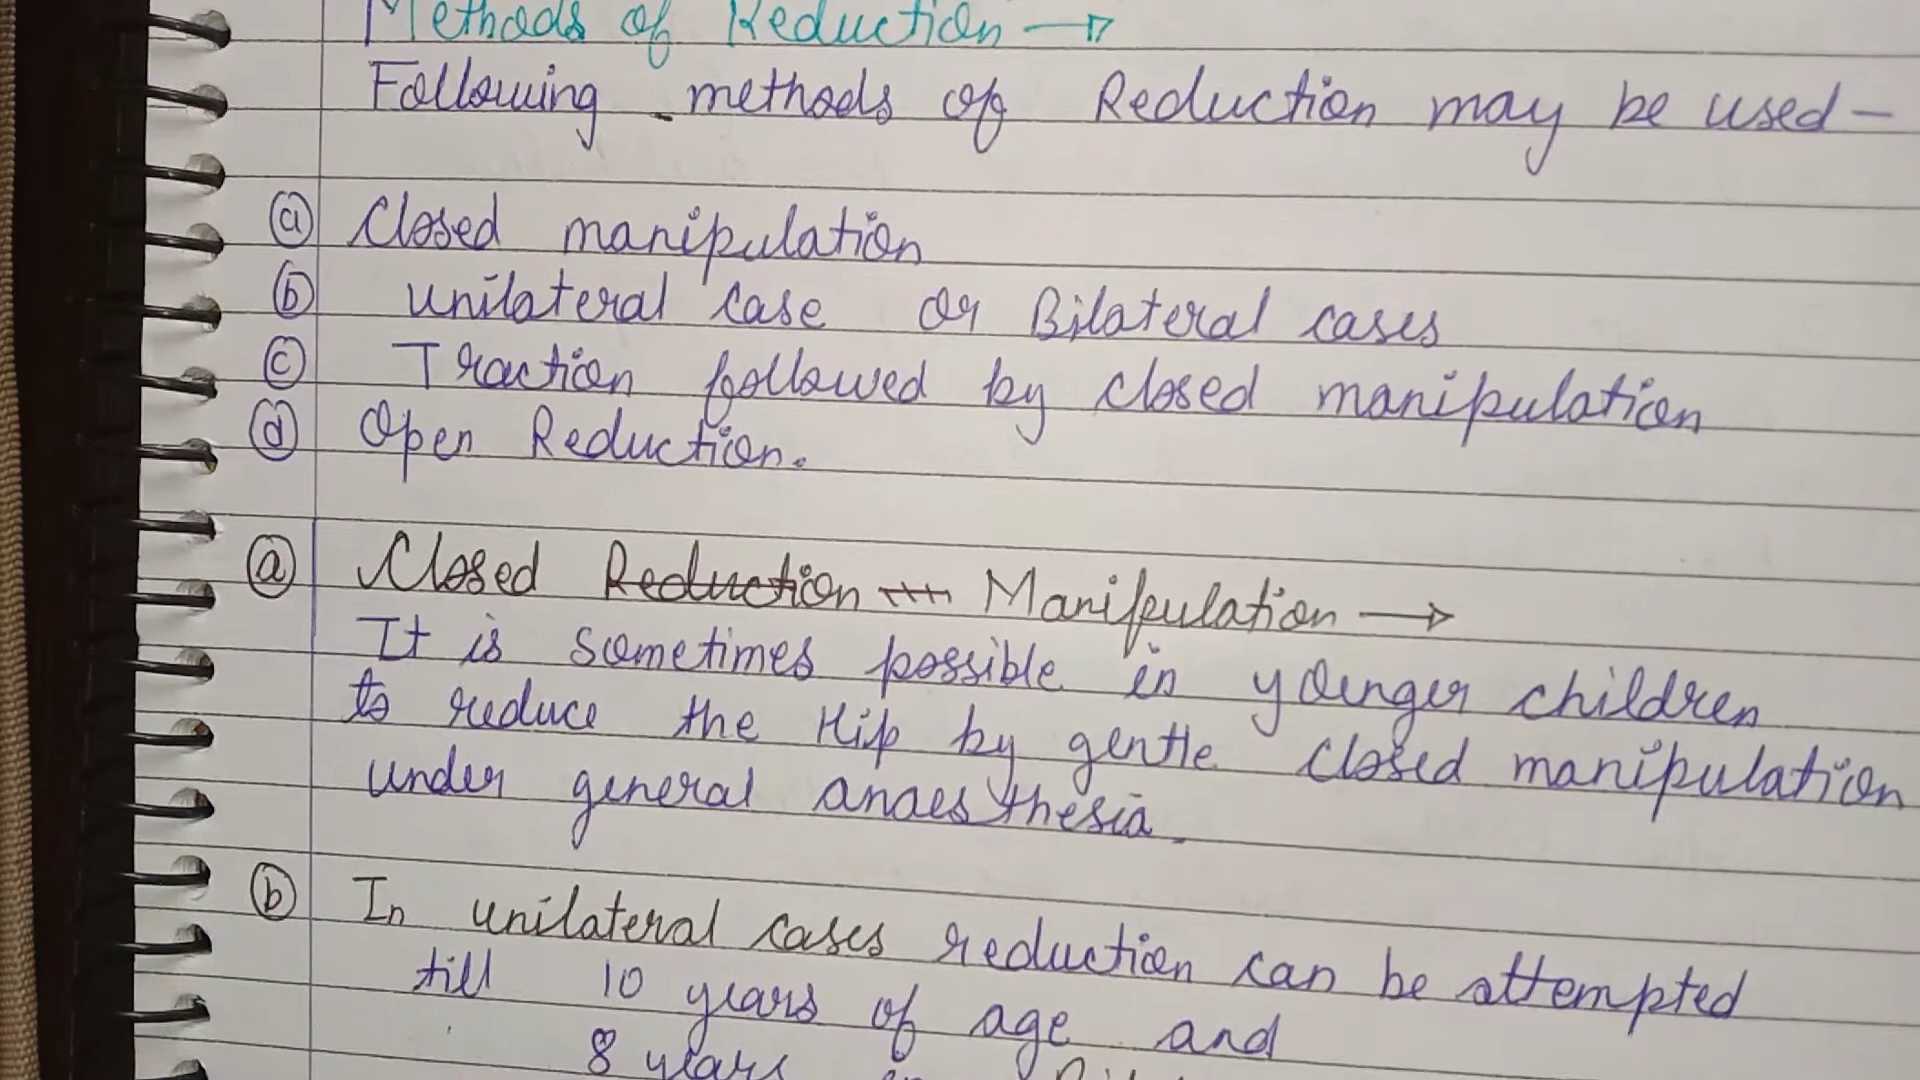 Methods of Reduction →
Following methods of Reduction may be used –
ⓐ Closed manipulation
ⓑ unilateral case or Bilateral cases
ⓒ Traction followed by closed manipulation
ⓓ Open Reduction.
ⓐ Closed Reduction Manipulation →
It is sometimes possible in younger children
to reduce the Hip by gentle closed manipulation
under general anaesthesia.
ⓑ In unilateral cases reduction can be attempted
till 10 years of age and
8 years in